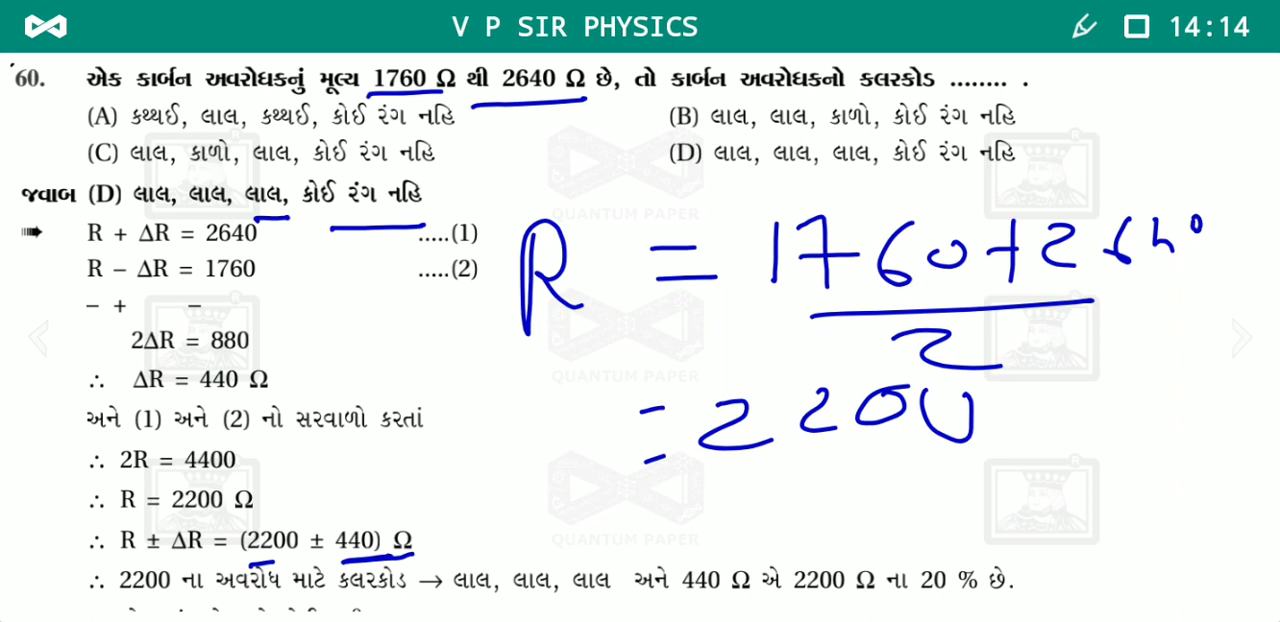 V P SIR PHYSICS
14:14
60. એક કાર્બન અવરોધકનું મૂલ્ય 1760 Ω થી 2640 Ω છે, તો કાર્બન અવરોધકનો કલરકોડ ........ .
(A) કથ્થઈ, લાલ, કથ્થઈ, કોઈ રંગ નહિ
(B) લાલ, લાલ, કાળો, કોઈ રંગ નહિ
(C) લાલ, કાળો, લાલ, કોઈ રંગ નહિ
(D) લાલ, લાલ, લાલ, કોઈ રંગ નહિ
જવાબ (D) લાલ, લાલ, લાલ, કોઈ રંગ નહિ
R + ΔR = 2640 .....(1)
R − ΔR = 1760 .....(2)
− + −
2ΔR = 880
∴ ΔR = 440 Ω
અને (1) અને (2) નો સરવાળો કરતાં
∴ 2R = 4400
∴ R = 2200 Ω
∴ R ± ΔR = (2200 ± 440) Ω
∴ 2200 ના અવરોધ માટે કલરકોડ → લાલ, લાલ, લાલ અને 440 Ω એ 2200 Ω ના 20 % છે.
R = 1760+2640
2
= 2200
QUANTUM PAPER
QUANTUM PAPER
QUANTUM PAPER